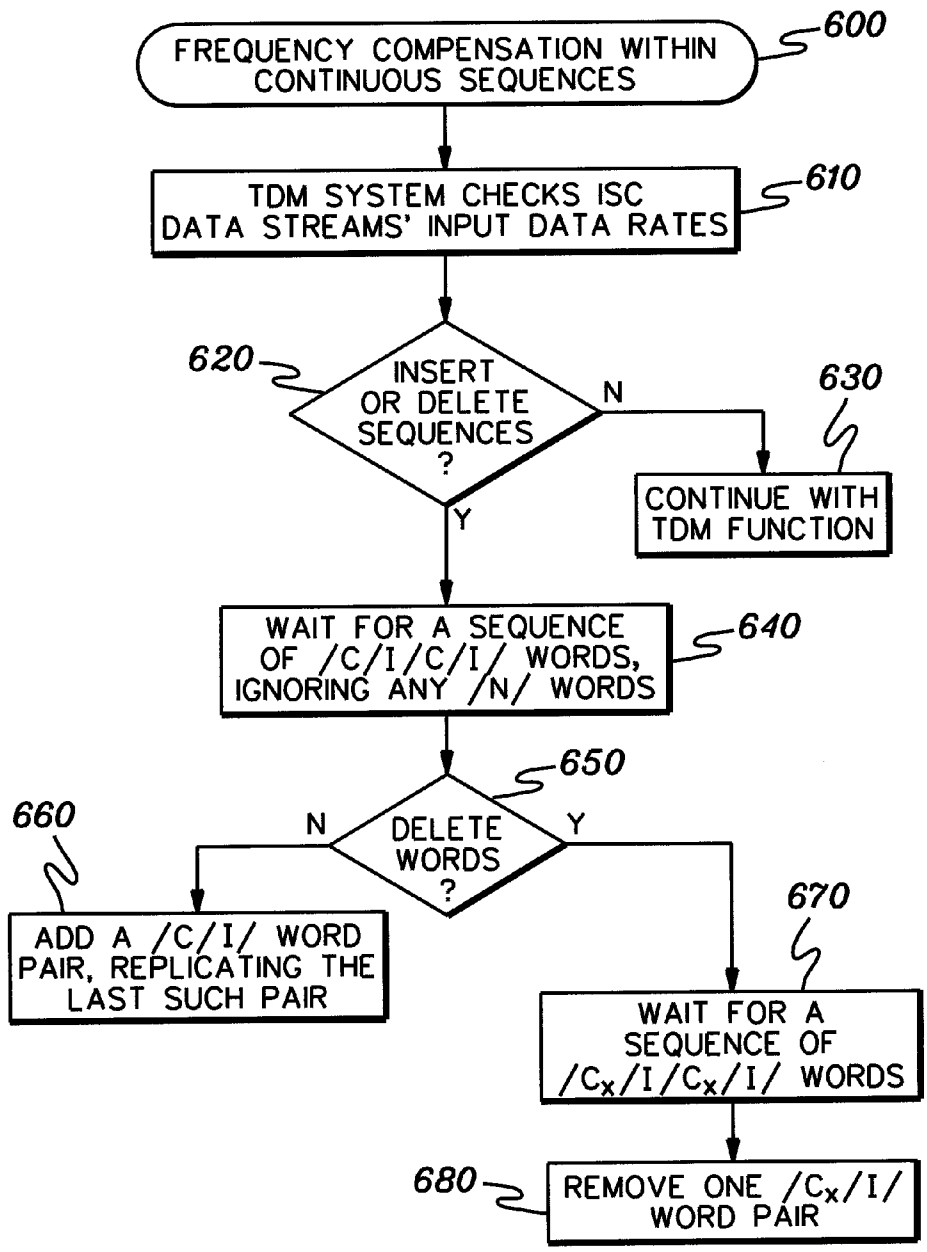 FREQUENCY COMPENSATION WITHIN
CONTINUOUS SEQUENCES
600
TDM SYSTEM CHECKS ISC
DATA STREAMS' INPUT DATA RATES
610
620
INSERT
OR DELETE
SEQUENCES
?
N
Y
630
CONTINUE WITH
TDM FUNCTION
WAIT FOR A SEQUENCE
OF /C/I/C/I/ WORDS,
IGNORING ANY /N/ WORDS
640
650
DELETE
WORDS
?
N
Y
660
ADD A /C/I/ WORD
PAIR, REPLICATING THE
LAST SUCH PAIR
670
WAIT FOR A
SEQUENCE OF
/Cx/I/Cx/I/ WORDS
680
REMOVE ONE /Cx/I/
WORD PAIR